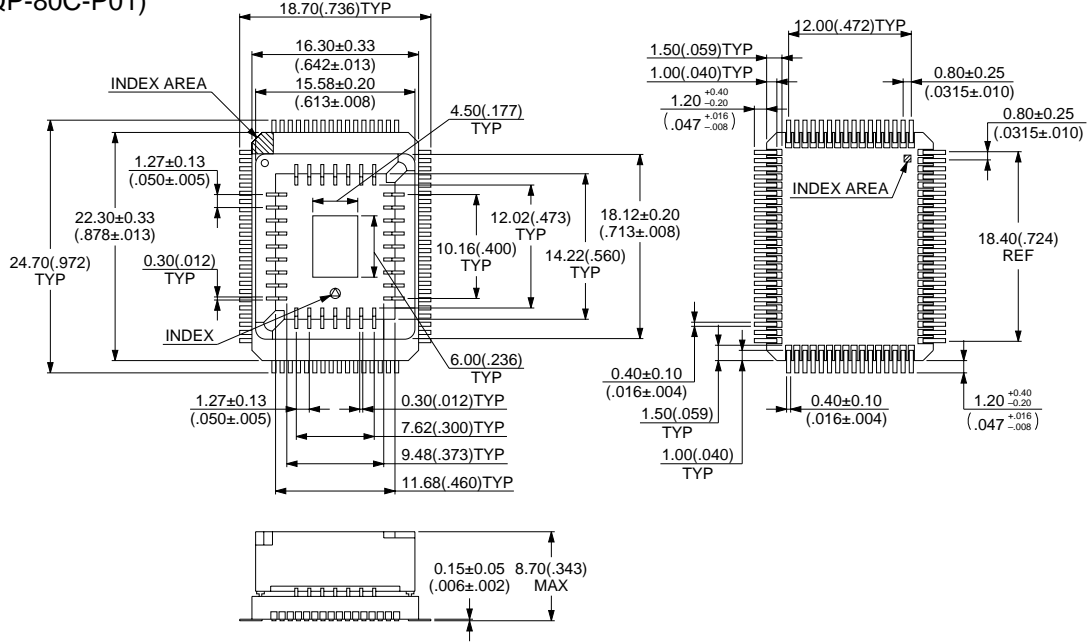 QP-80C-P01)
18.70(.736)TYP
16.30±0.33
(.642±.013)
15.58±0.20
(.613±.008)
INDEX AREA
4.50(.177)
TYP
1.27±0.13
(.050±.005)
22.30±0.33
(.878±.013)
24.70(.972)
TYP
0.30(.012)
TYP
INDEX
12.02(.473)
TYP
10.16(.400)
TYP
14.22(.560)
TYP
18.12±0.20
(.713±.008)
6.00(.236)
TYP
1.27±0.13
(.050±.005)
0.30(.012)TYP
7.62(.300)TYP
9.48(.373)TYP
11.68(.460)TYP
12.00(.472)TYP
1.50(.059)TYP
1.00(.040)TYP
1.20 +0.40 -0.20
(.047 +.016 -.008)
0.80±0.25
(.0315±.010)
0.80±0.25
(.0315±.010)
INDEX AREA
18.40(.724)
REF
0.40±0.10
(.016±.004)
1.50(.059)
TYP
1.00(.040)
TYP
0.40±0.10
(.016±.004)
1.20 +0.40 -0.20
(.047 +.016 -.008)
0.15±0.05
(.006±.002)
8.70(.343)
MAX